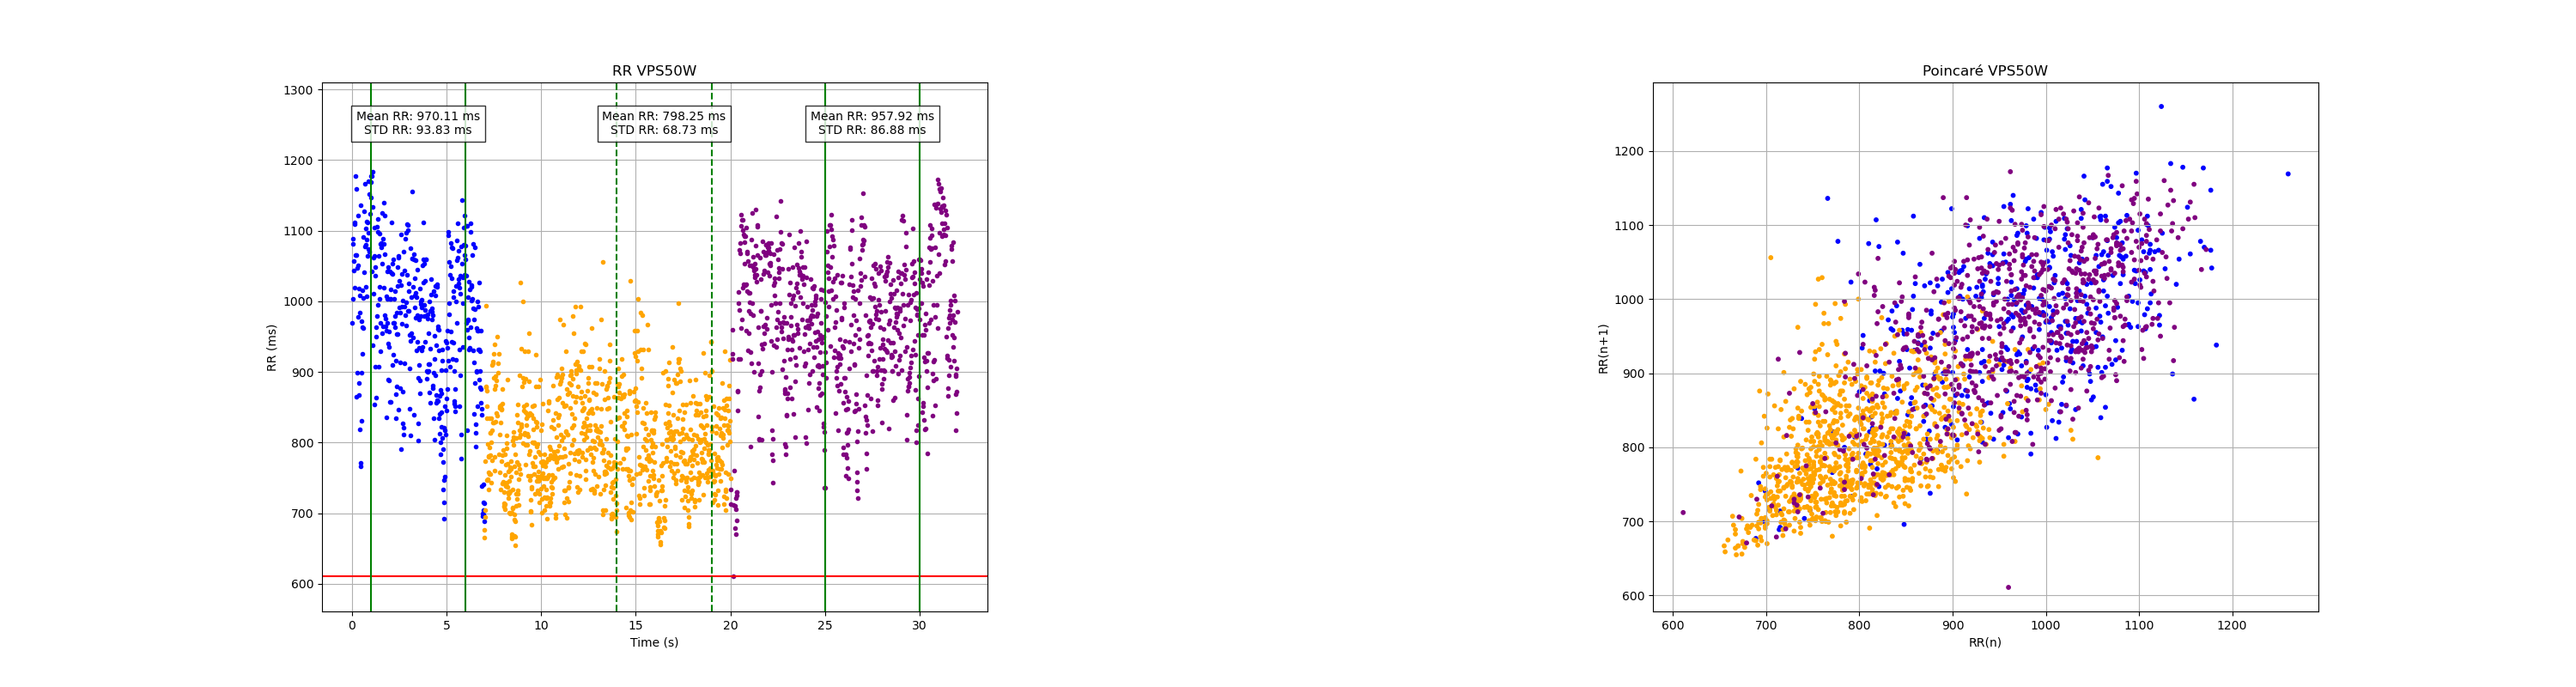 RR VPS50W
1300
1200
1100
1000
900
800
700
600
RR (ms)
Mean RR: 970.11 ms
STD RR: 93.83 ms
Mean RR: 798.25 ms
STD RR: 68.73 ms
Mean RR: 957.92 ms
STD RR: 86.88 ms
0 5 10 15 20 25 30
Time (s)
Poincaré VPS50W
1200
1100
1000
900
800
700
600
RR(n+1)
600 700 800 900 1000 1100 1200
RR(n)